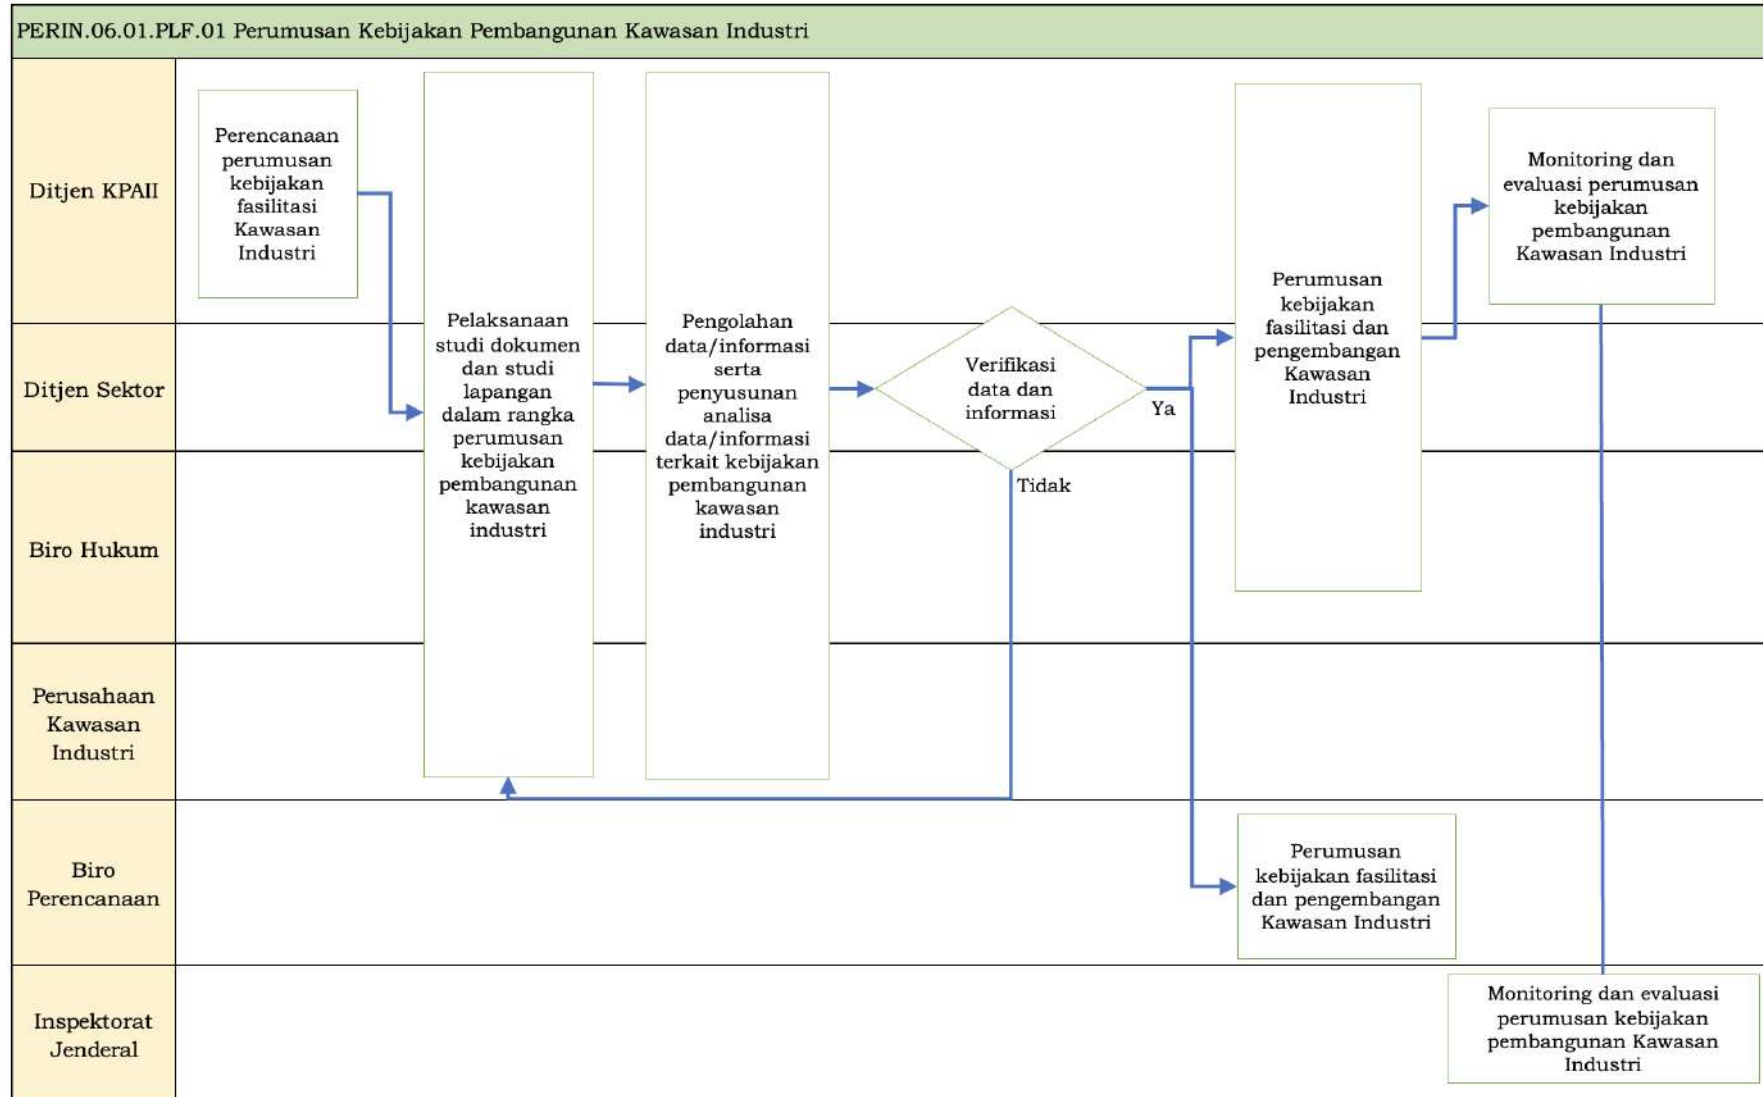 PERIN.06.01.PLF.01 Perumusan Kebijakan Pembangunan Kawasan Industri
Ditjen KPAII
Perencanaan
perumusan
kebijakan
fasilitasi
Kawasan
Industri
Pelaksanaan
studi dokumen
dan studi
lapangan
dalam rangka
perumusan
kebijakan
pembangunan
kawasan
industri
Pengolahan
data/informasi
serta
penyusunan
analisa
data/informasi
terkait kebijakan
pembangunan
kawasan
industri
Verifikasi
data dan
informasi
Ya
Tidak
Perumusan
kebijakan
fasilitasi dan
pengembangan
Kawasan
Industri
Monitoring dan
evaluasi perumusan
kebijakan
pembangunan
Kawasan Industri
Ditjen Sektor
Biro Hukum
Perusahaan
Kawasan
Industri
Biro
Perencanaan
Perumusan
kebijakan fasilitasi
dan pengembangan
Kawasan Industri
Inspektorat
Jenderal
Monitoring dan evaluasi
perumusan kebijakan
pembangunan Kawasan
Industri